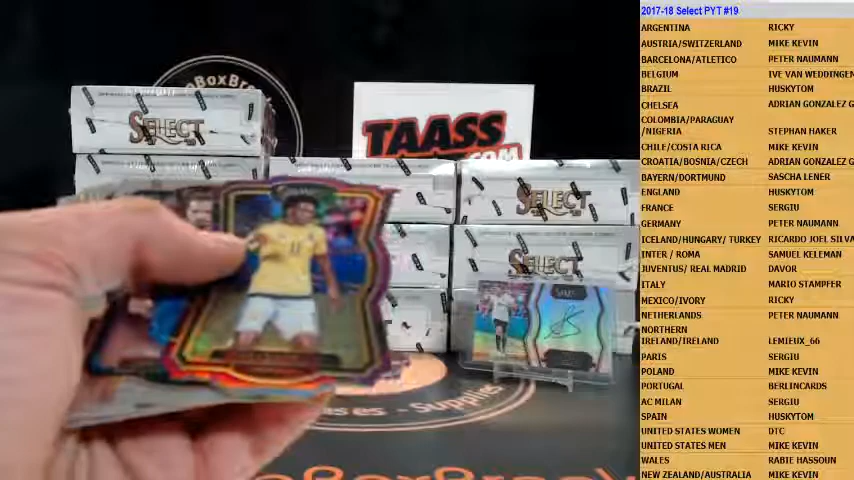 2017-18 Select PYT #19
ARGENTINA RICKY
AUSTRIA/SWITZERLAND MIKE KEVIN
BARCELONA/ATLETICO PETER NAUMANN
BELGIUM IVE VAN WEDDINGEN
BRAZIL HUSKYTOM
CHELSEA ADRIAN GONZALEZ G
COLOMBIA/PARAGUAY
/NIGERIA STEPHAN HAKER
CHILE/COSTA RICA MIKE KEVIN
CROATIA/BOSNIA/CZECH ADRIAN GONZALEZ G
BAYERN/DORTMUND SASCHA LENER
ENGLAND HUSKYTOM
FRANCE SERGIU
GERMANY PETER NAUMANN
ICELAND/HUNGARY/ TURKEY RICARDO JOEL SILVA
INTER / ROMA SAMUEL KELEMAN
JUVENTUS/ REAL MADRID DAVOR
ITALY MARIO STAMPFER
MEXICO/IVORY RICKY
NETHERLANDS PETER NAUMANN
NORTHERN
IRELAND/IRELAND LEMIEUX_66
PARIS SERGIU
POLAND MIKE KEVIN
PORTUGAL BERLINCARDS
AC MILAN SERGIU
SPAIN HUSKYTOM
UNITED STATES WOMEN DTC
UNITED STATES MEN MIKE KEVIN
WALES RABIE HASSOUN
NEW ZEALAND/AUSTRALIA MIKE KEVIN
oBoxBre
TAASS
.COM
SELECT
SELECT
SELECT
es - Supplies
eBoxBreak